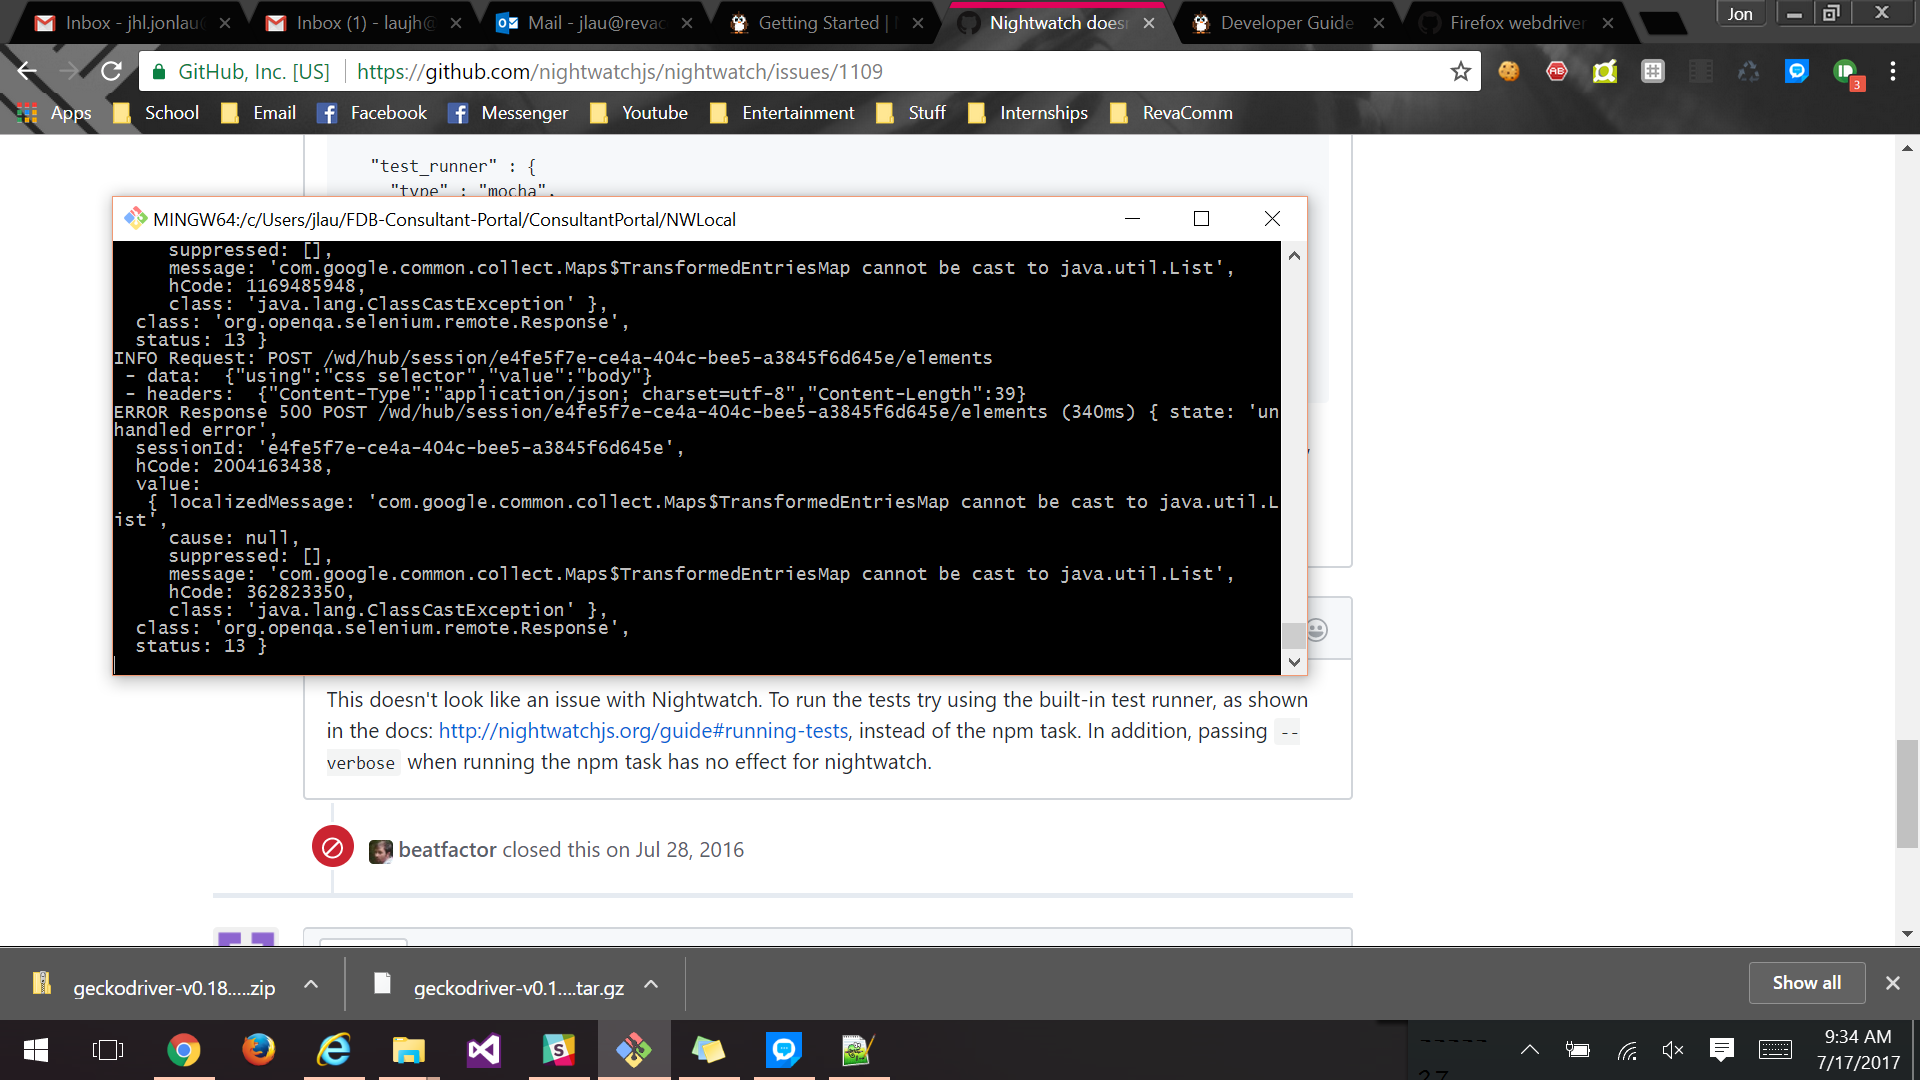 Inbox - jhl.jonlau
Inbox (1) - laujh@
Mail - jlau@revac
Getting Started |
Nightwatch does
Developer Guide
Firefox webdriver
Jon
GitHub, Inc. [US]
https://github.com/nightwatchjs/nightwatch/issues/1109
ABP
3
Apps
School
Email
Facebook
Messenger
Youtube
Entertainment
Stuff
Internships
RevaComm
"test_runner" : {
"type" : "mocha",
MINGW64:/c/Users/jlau/FDB-Consultant-Portal/ConsultantPortal/NWLocal
suppressed: [],
message: 'com.google.common.collect.Maps$TransformedEntriesMap cannot be cast to java.util.List',
hCode: 1169485948,
class: 'java.lang.ClassCastException' },
class: 'org.openqa.selenium.remote.Response',
status: 13 }
INFO Request: POST /wd/hub/session/e4fe5f7e-ce4a-404c-bee5-a3845f6d645e/elements
- data:  {"using":"css selector","value":"body"}
- headers:  {"Content-Type":"application/json; charset=utf-8","Content-Length":39}
ERROR Response 500 POST /wd/hub/session/e4fe5f7e-ce4a-404c-bee5-a3845f6d645e/elements (340ms) { state: 'un
handled error',
sessionId: 'e4fe5f7e-ce4a-404c-bee5-a3845f6d645e',
hCode: 2004163438,
value:
{ localizedMessage: 'com.google.common.collect.Maps$TransformedEntriesMap cannot be cast to java.util.L
ist',
cause: null,
suppressed: [],
message: 'com.google.common.collect.Maps$TransformedEntriesMap cannot be cast to java.util.List',
hCode: 362823350,
class: 'java.lang.ClassCastException' },
class: 'org.openqa.selenium.remote.Response',
status: 13 }
This doesn't look like an issue with Nightwatch. To run the tests try using the built-in test runner, as shown
in the docs: http://nightwatchjs.org/guide#running-tests, instead of the npm task. In addition, passing --
verbose when running the npm task has no effect for nightwatch.
beatfactor closed this on Jul 28, 2016
geckodriver-v0.18.....zip
geckodriver-v0.1....tar.gz
Show all
9:34 AM
7/17/2017